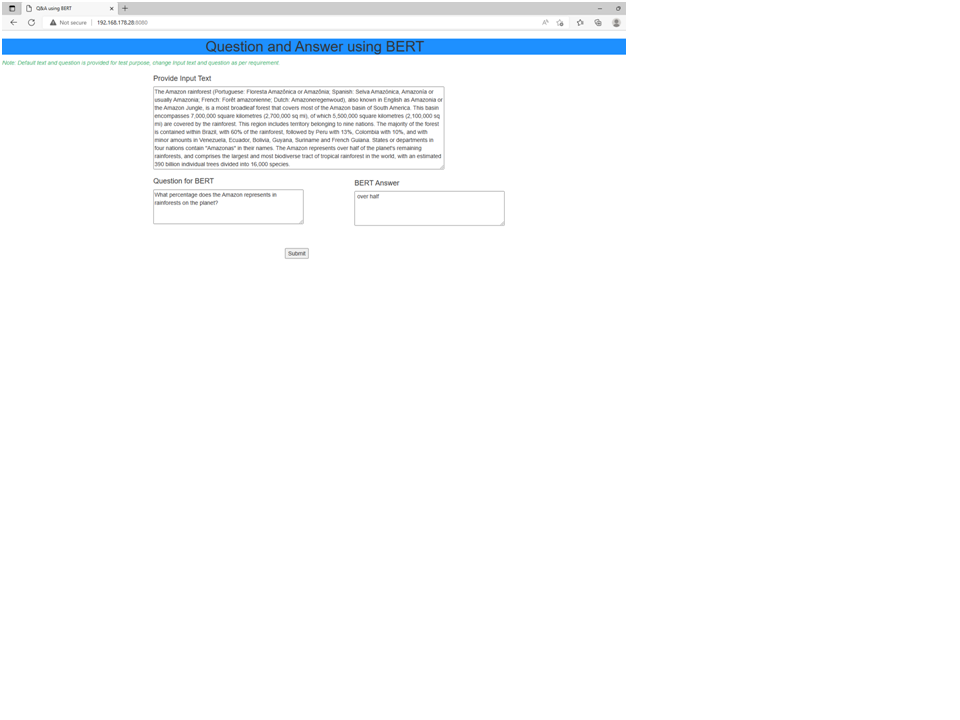 Q&A using BERT
Not secure
192.168.178.28:8080
Question and Answer using BERT
Note: Default text and question is provided for test purpose, change input text and question as per requirement.
Provide Input Text
The Amazon rainforest (Portuguese: Floresta Amazônica or Amazônia; Spanish: Selva Amazónica, Amazonía or
usually Amazonia; French: Forêt amazonienne; Dutch: Amazoneregenwoud), also known in English as Amazonia or
the Amazon Jungle, is a moist broadleaf forest that covers most of the Amazon basin of South America. This basin
encompasses 7,000,000 square kilometres (2,700,000 sq mi), of which 5,500,000 square kilometres (2,100,000 sq
mi) are covered by the rainforest. This region includes territory belonging to nine nations. The majority of the forest
is contained within Brazil, with 60% of the rainforest, followed by Peru with 13%, Colombia with 10%, and with
minor amounts in Venezuela, Ecuador, Bolivia, Guyana, Suriname and French Guiana. States or departments in
four nations contain "Amazonas" in their names. The Amazon represents over half of the planet's remaining
rainforests, and comprises the largest and most biodiverse tract of tropical rainforest in the world, with an estimated
390 billion individual trees divided into 16,000 species.
Question for BERT
What percentage does the Amazon represents in
rainforests on the planet?
BERT Answer
over half
Submit